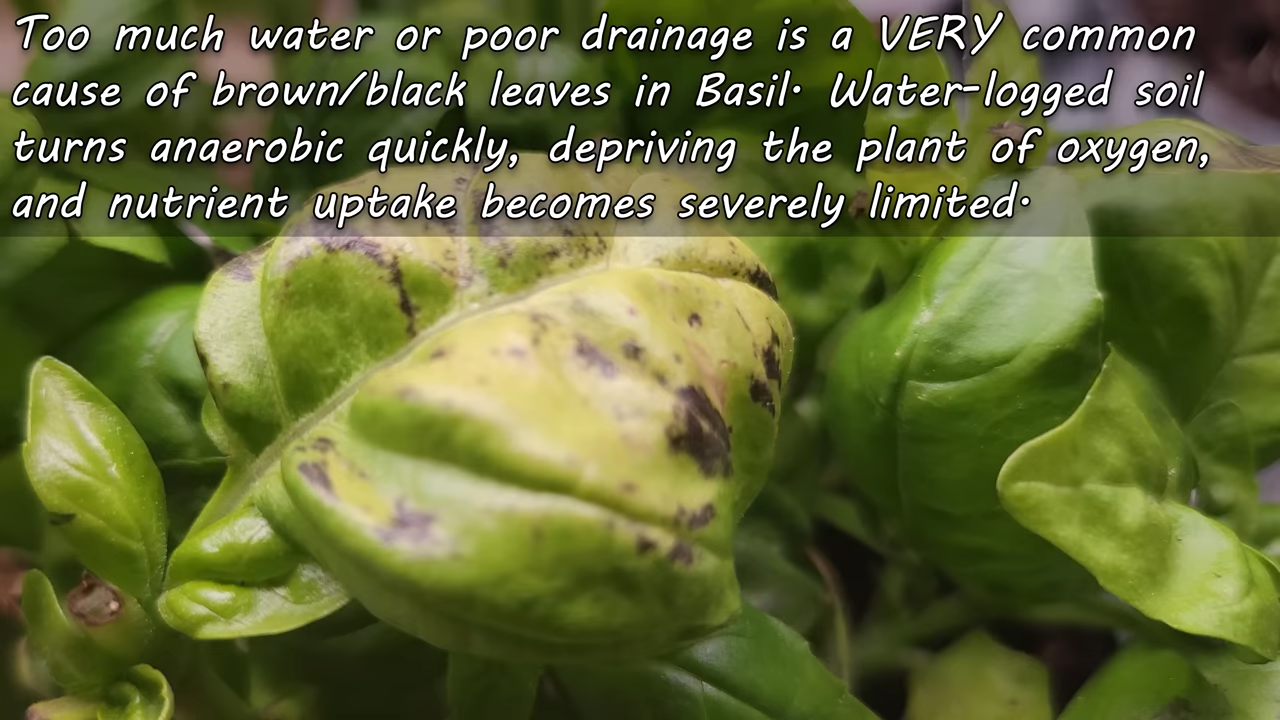 Too much water or poor drainage is a VERY common
cause of brown/black leaves in Basil. Water-logged soil
turns anaerobic quickly, depriving the plant of oxygen,
and nutrient uptake becomes severely limited.